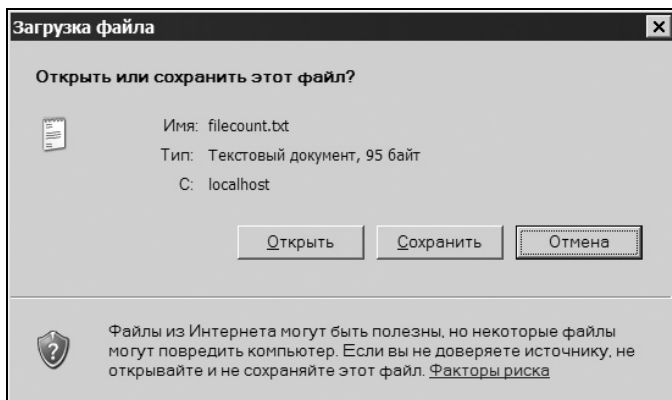 Загрузка файла
Открыть или сохранить этот файл?
Имя: filecount.txt
Тип: Текстовый документ, 95 байт
С: localhost
Открыть Сохранить Отмена
Файлы из Интернета могут быть полезны, но некоторые файлы
могут повредить компьютер. Если вы не доверяете источнику, не
открывайте и не сохраняйте этот файл. Факторы риска